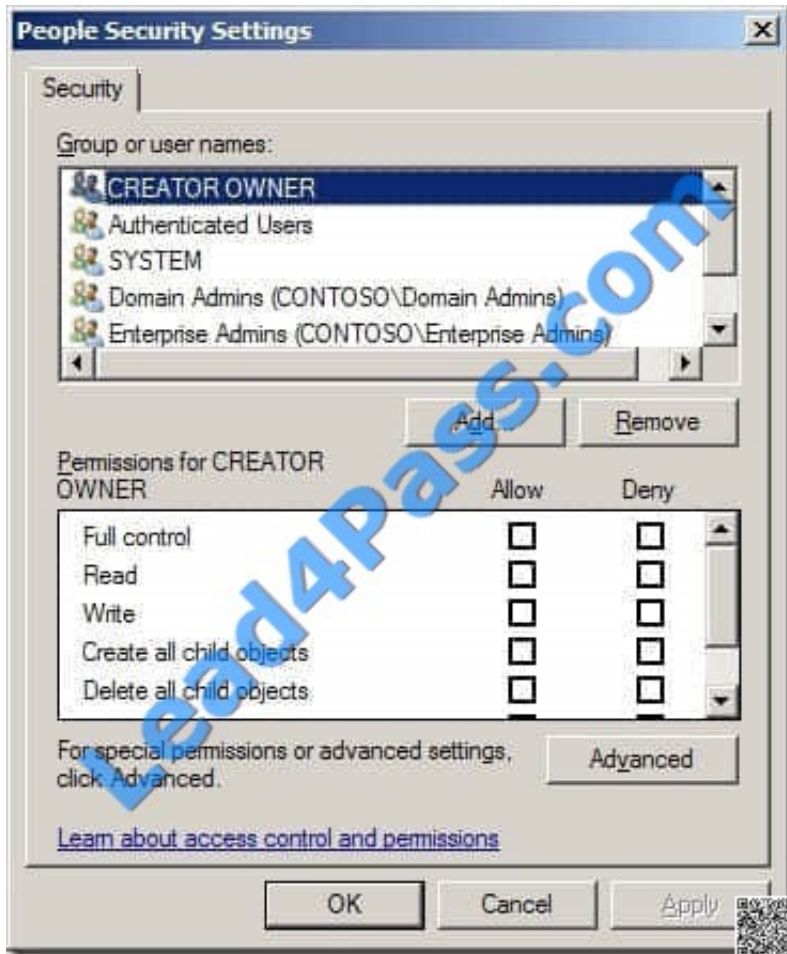 People Security Settings
Security
Group or user names:
CREATOR OWNER
Authenticated Users
SYSTEM
Domain Admins (CONTOSO\Domain Admins)
Enterprise Admins (CONTOSO\Enterprise Admins)
Add...
Remove
Permissions for CREATOR
OWNER
Allow
Deny
Full control
Read
Write
Create all child objects
Delete all child objects
For special permissions or advanced settings,
click Advanced.
Advanced
Learn about access control and permissions
OK
Cancel
Apply
Lead4Pass.com